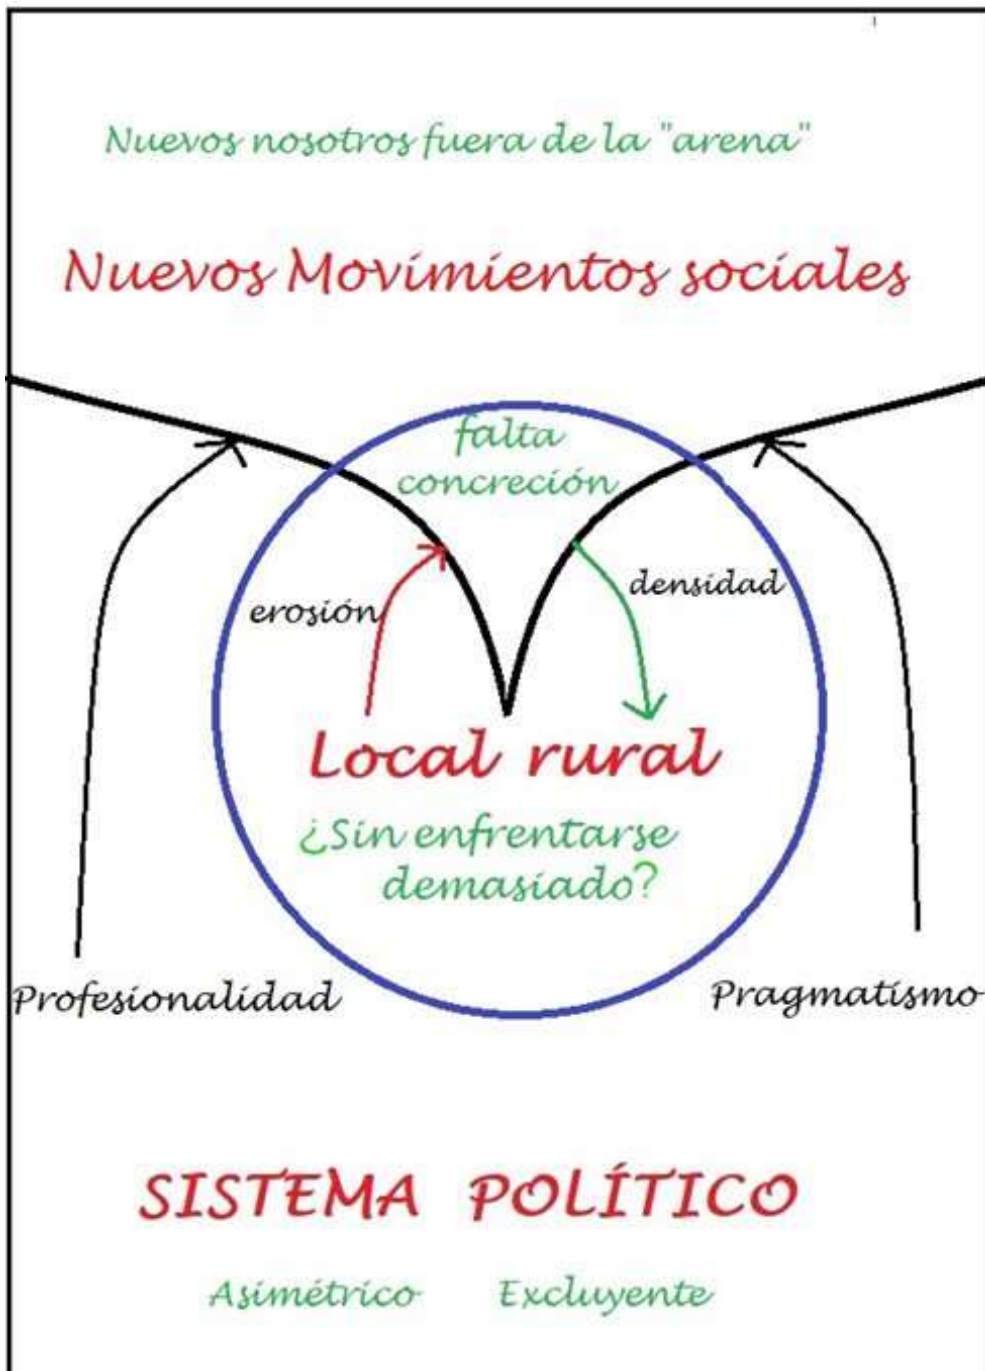 Nuevos nosotros fuera de la "arena"
Nuevos Movimientos sociales
falta
concreción
erosión
densidad
Local rural
¿Sin enfrentarse
demasiado?
Profesionalidad
Pragmatismo
SISTEMA POLÍTICO
Asimétrico Excluyente